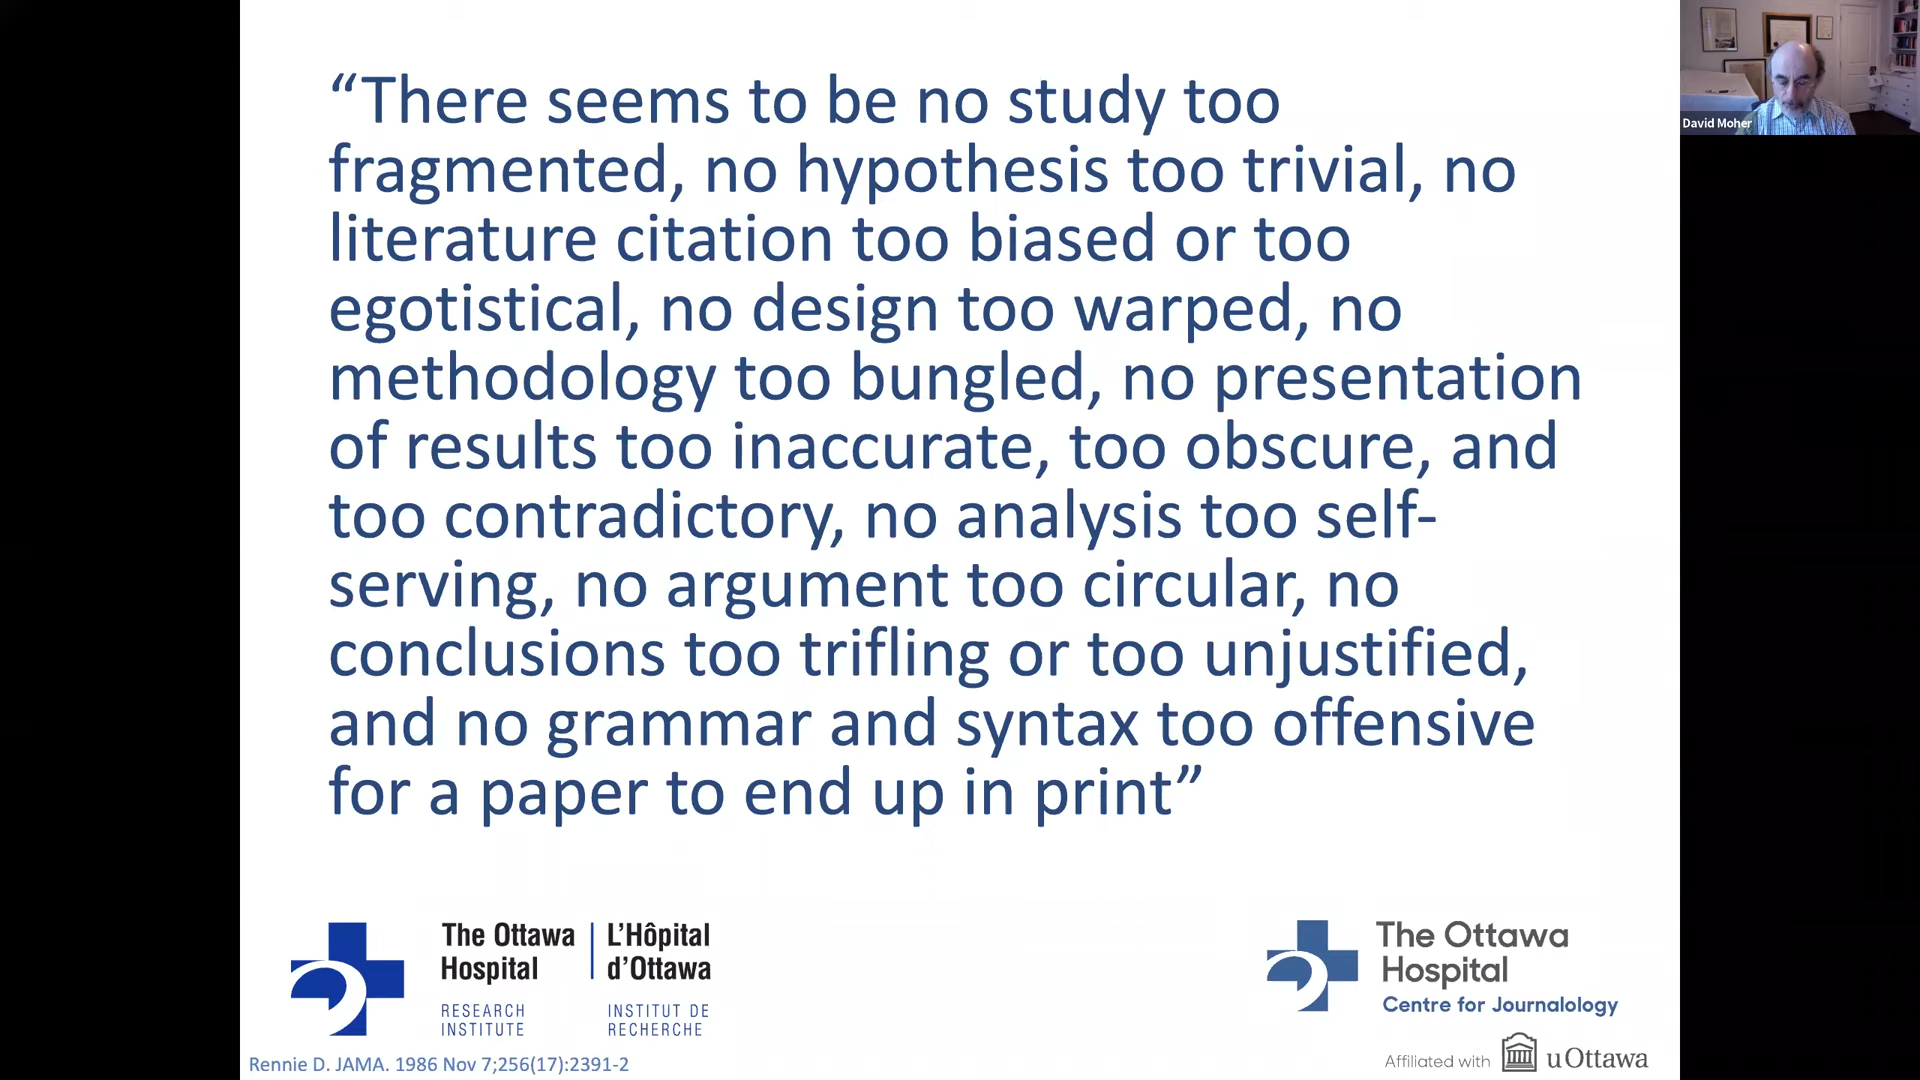 “There seems to be no study too
fragmented, no hypothesis too trivial, no
literature citation too biased or too
egotistical, no design too warped, no
methodology too bungled, no presentation
of results too inaccurate, too obscure, and
too contradictory, no analysis too self-
serving, no argument too circular, no
conclusions too trifling or too unjustified,
and no grammar and syntax too offensive
for a paper to end up in print”
David Moher
The Ottawa
Hospital
RESEARCH
INSTITUTE
L’Hôpital
d’Ottawa
INSTITUT DE
RECHERCHE
Rennie D. JAMA. 1986 Nov 7;256(17):2391-2
The Ottawa
Hospital
Centre for Journalology
Affiliated with uOttawa